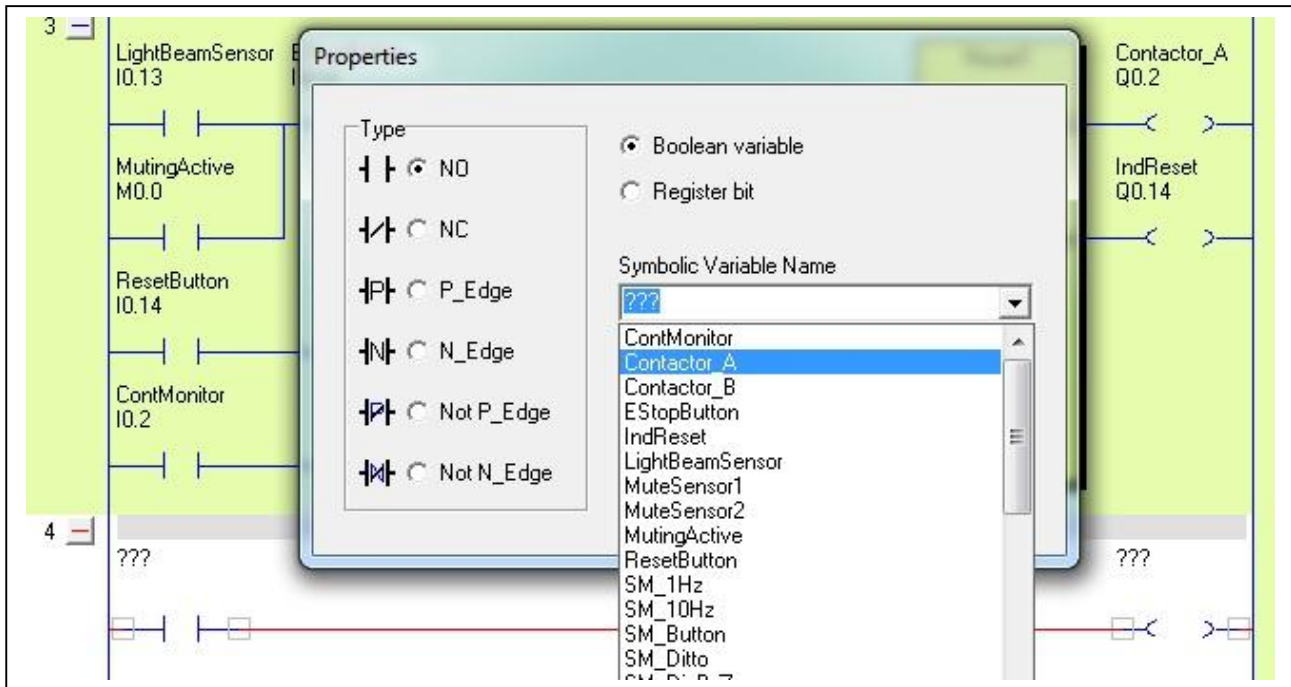 3
LightBeamSensor
I0.13
MutingActive
M0.0
ResetButton
I0.14
ContMonitor
I0.2
Properties
Type
NO
NC
P_Edge
N_Edge
Not P_Edge
Not N_Edge
Boolean variable
Register bit
Symbolic Variable Name
???
ContMonitor
Contactor_A
Contactor_B
EStopButton
IndReset
LightBeamSensor
MuteSensor1
MuteSensor2
MutingActive
ResetButton
SM_1Hz
SM_10Hz
SM_Button
SM_Ditto
Contactor_A
Q0.2
IndReset
Q0.14
4
???
???